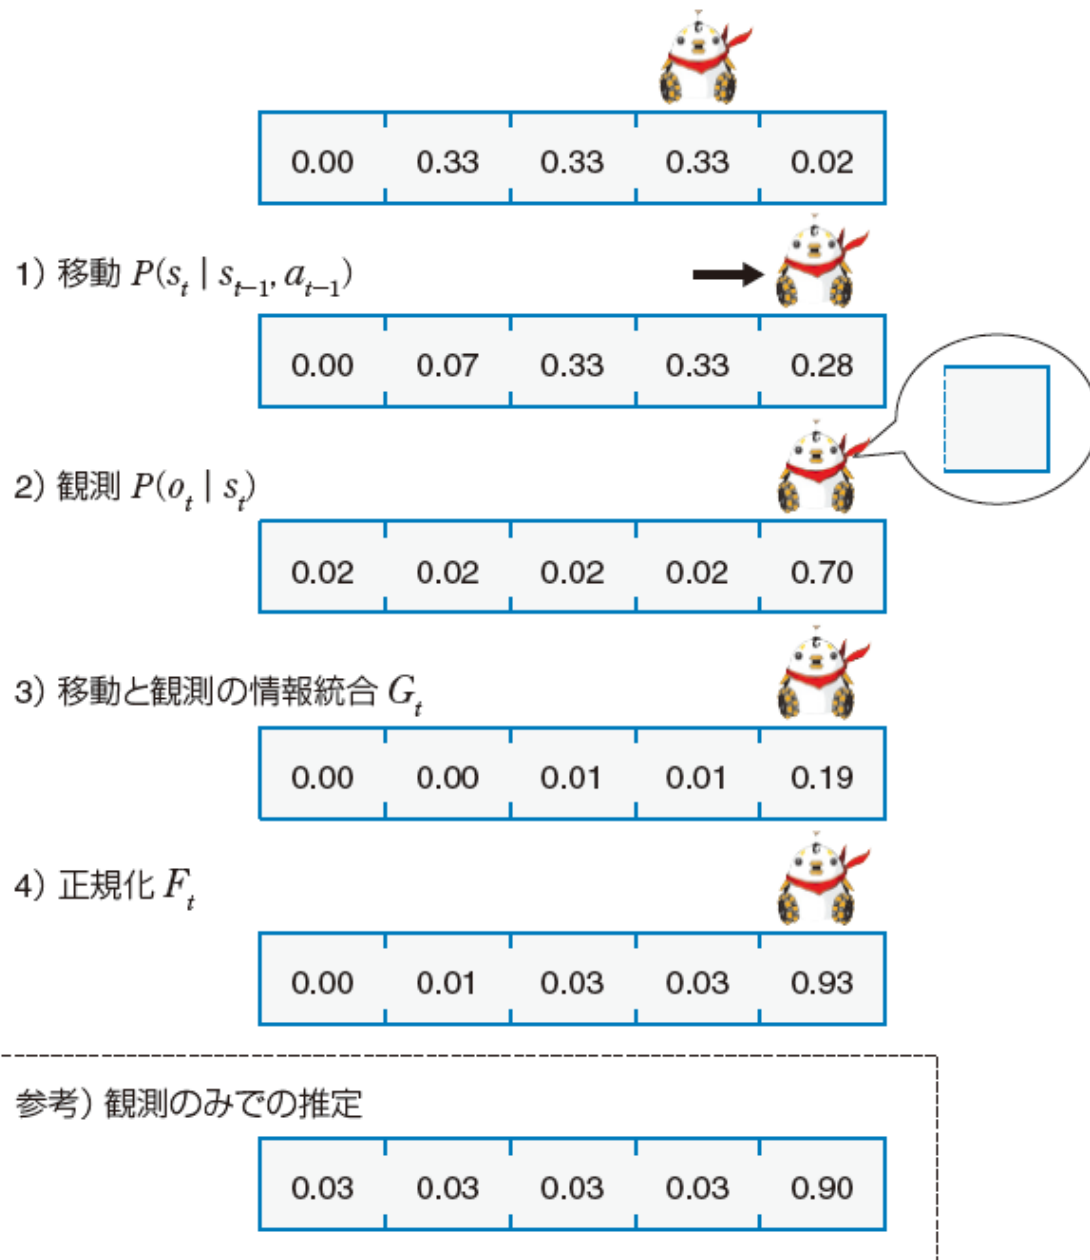 0.00 0.33 0.33 0.33 0.02
1) 移動 P(s_t | s_{t−1}, a_{t−1})
0.00 0.07 0.33 0.33 0.28
2) 観測 P(o_t | s_t)
0.02 0.02 0.02 0.02 0.70
3) 移動と観測の情報統合 G_t
0.00 0.00 0.01 0.01 0.19
4) 正規化 F_t
0.00 0.01 0.03 0.03 0.93
参考) 観測のみでの推定
0.03 0.03 0.03 0.03 0.90